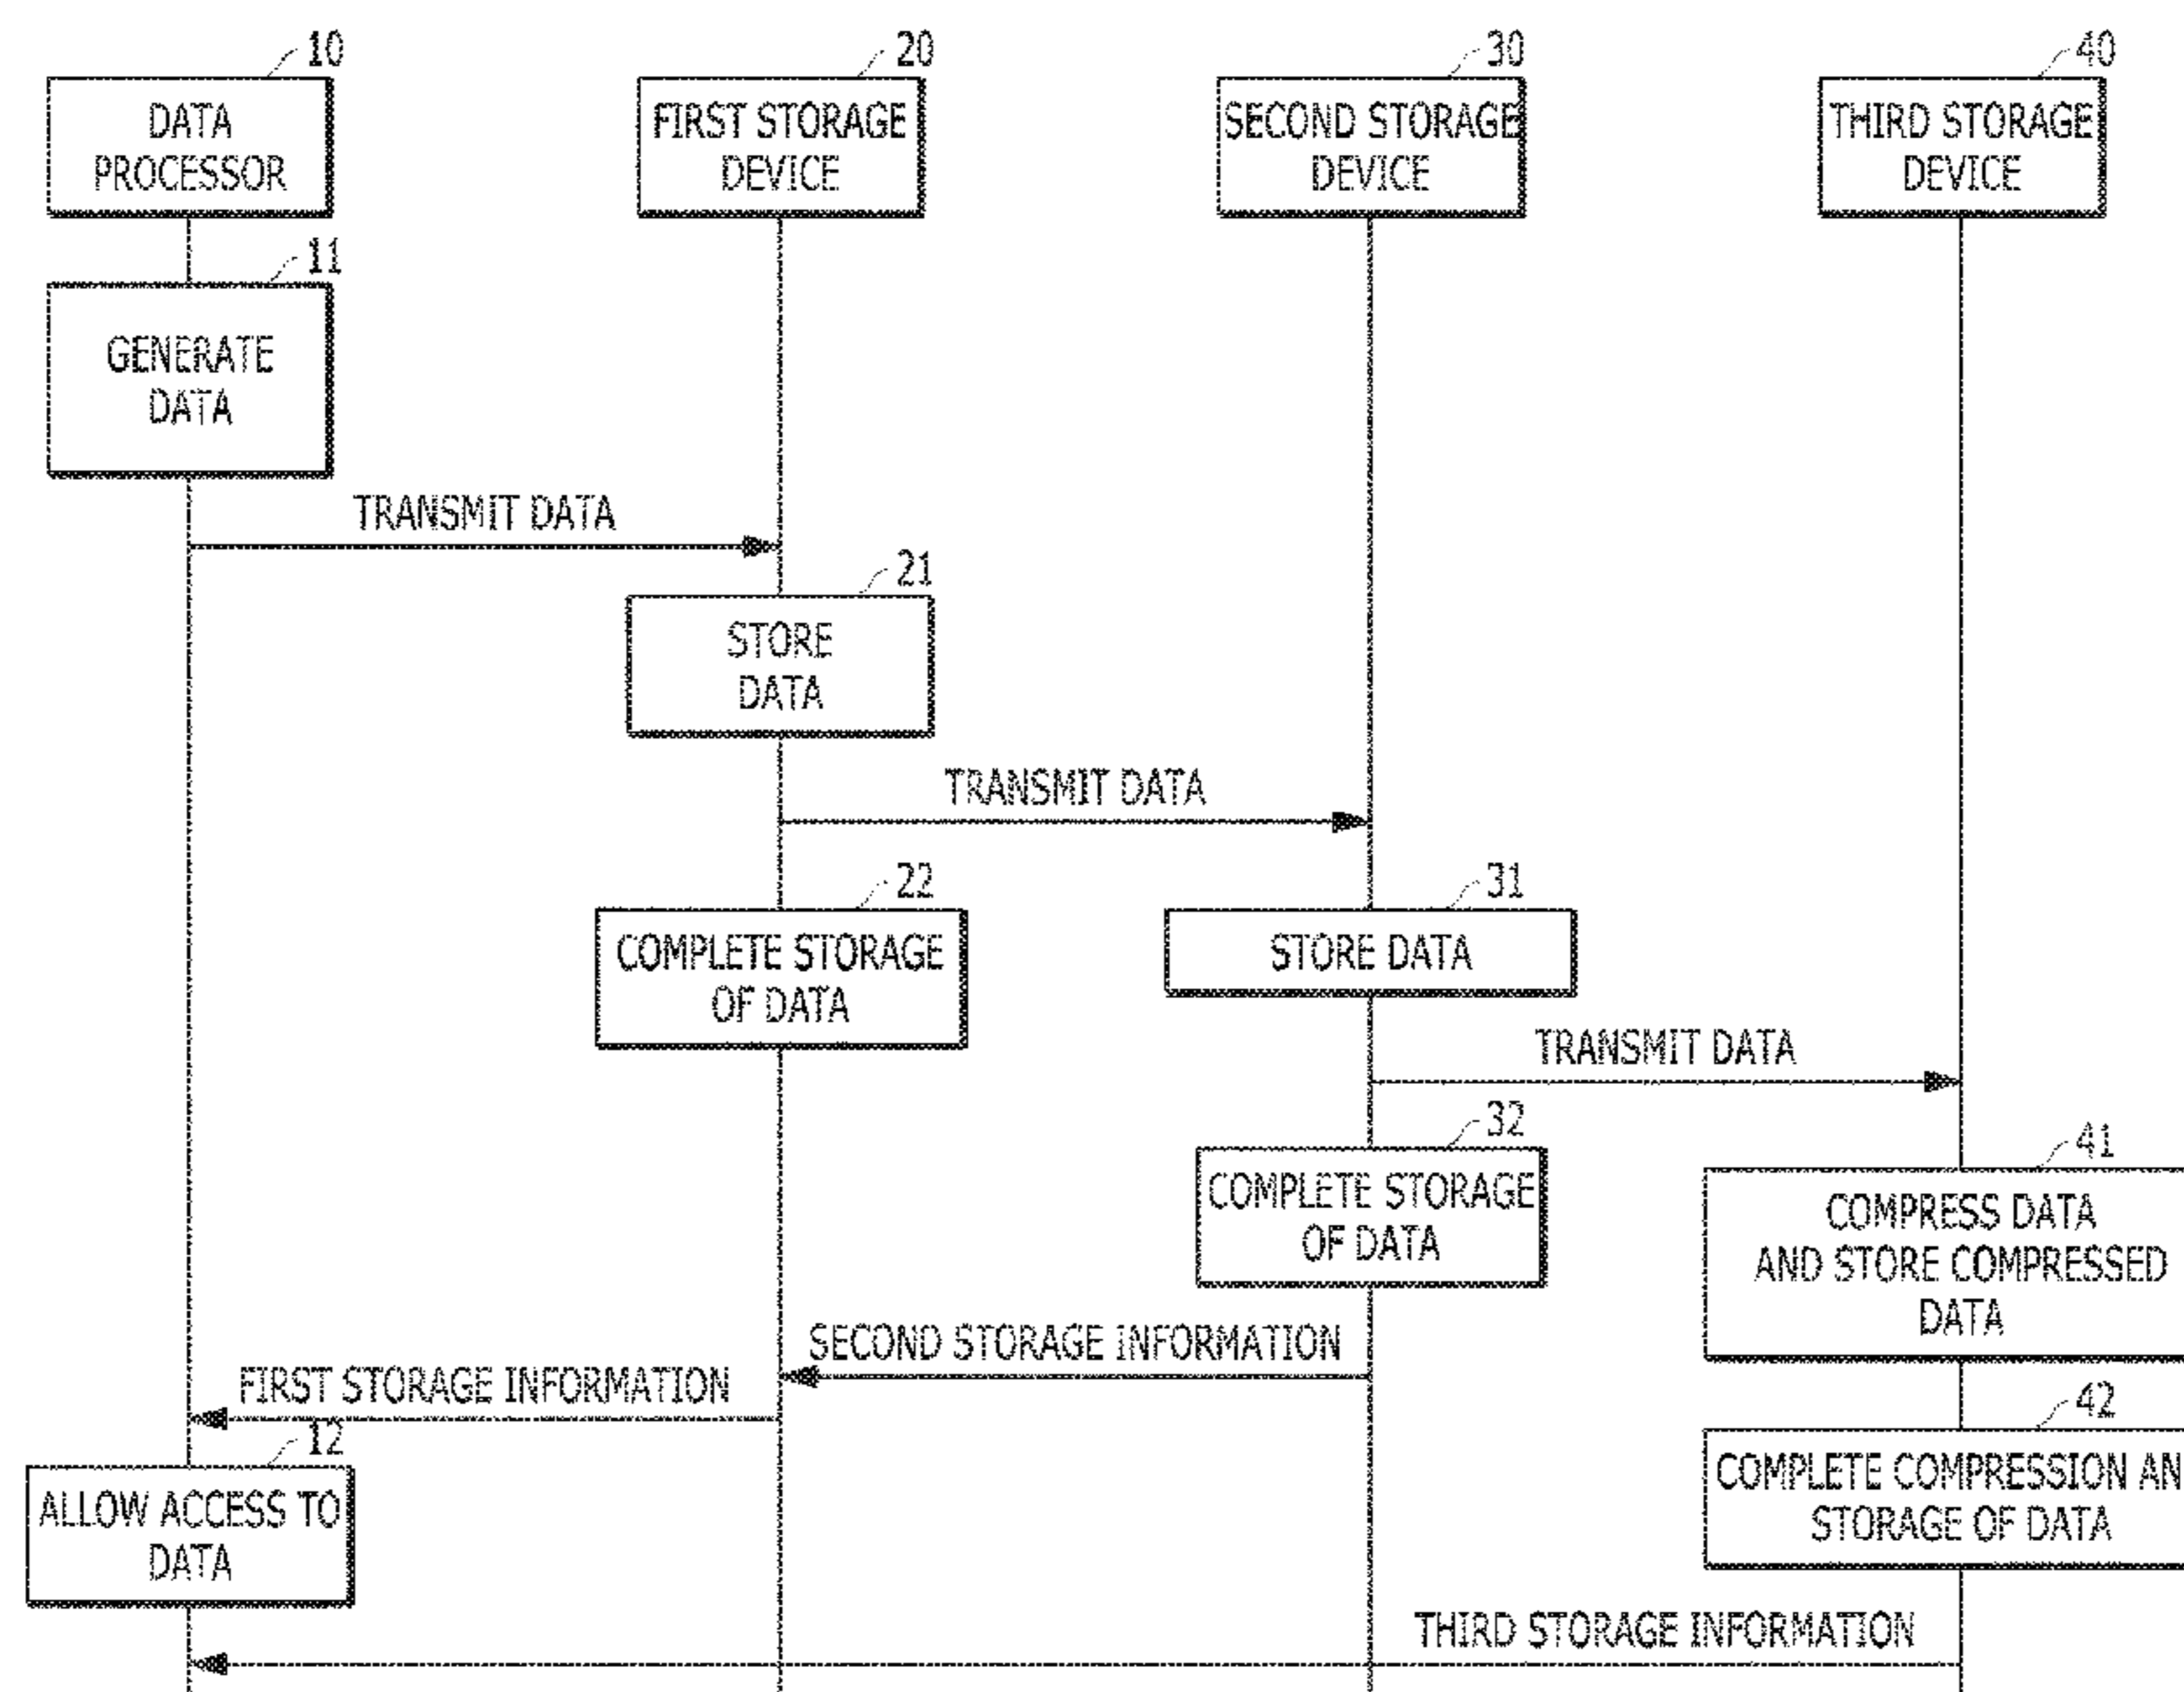 10
20
30
40
DATA
PROCESSOR
FIRST STORAGE
DEVICE
SECOND STORAGE
DEVICE
THIRD STORAGE
DEVICE
11
GENERATE
DATA
TRANSMIT DATA
21
STORE
DATA
TRANSMIT DATA
22
COMPLETE STORAGE
OF DATA
31
STORE DATA
TRANSMIT DATA
32
COMPLETE STORAGE
OF DATA
41
COMPRESS DATA
AND STORE COMPRESSED
DATA
SECOND STORAGE INFORMATION
FIRST STORAGE INFORMATION
12
ALLOW ACCESS TO
DATA
42
COMPLETE COMPRESSION AN
STORAGE OF DATA
THIRD STORAGE INFORMATION